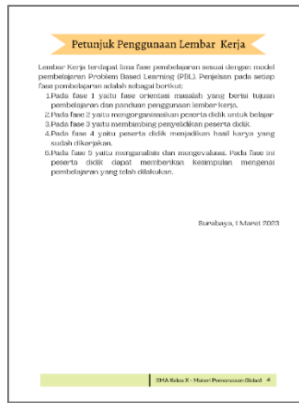 Petunjuk Penggunaan Lembar Kerja
Lembar Kerja terdapat lima fase pembelajaran sesuai dengan model
pembelajaran Problem Based Learning (PBL). Penjelsan pada setiap
fase pembelajaran adalah sebagai berikut:
1.Pada fase 1 yaitu fase orientasi masalah yang berisi tujuan
pembelajaran dan panduan penggunaan lembar kerja.
2.Pada fase 2 yaitu mengorganisasikan peserta didik untuk belajar
3.Pada fase 3 yaitu membimbing penyelidikan peserta didik
4.Pada fase 4 yaitu peserta didik menjadikan hasil karya yang
sudah dikerjakan.
5.Pada fase 5 yaitu menganalisis dan mengevaluasi. Pada fase ini
peserta didik dapat memberikan kesimpulan mengenai
pembelajaran yang telah dilakukan.
Surabaya, 1 Maret 2023
SMA Kelas X - Materi Pemanasan Global 4